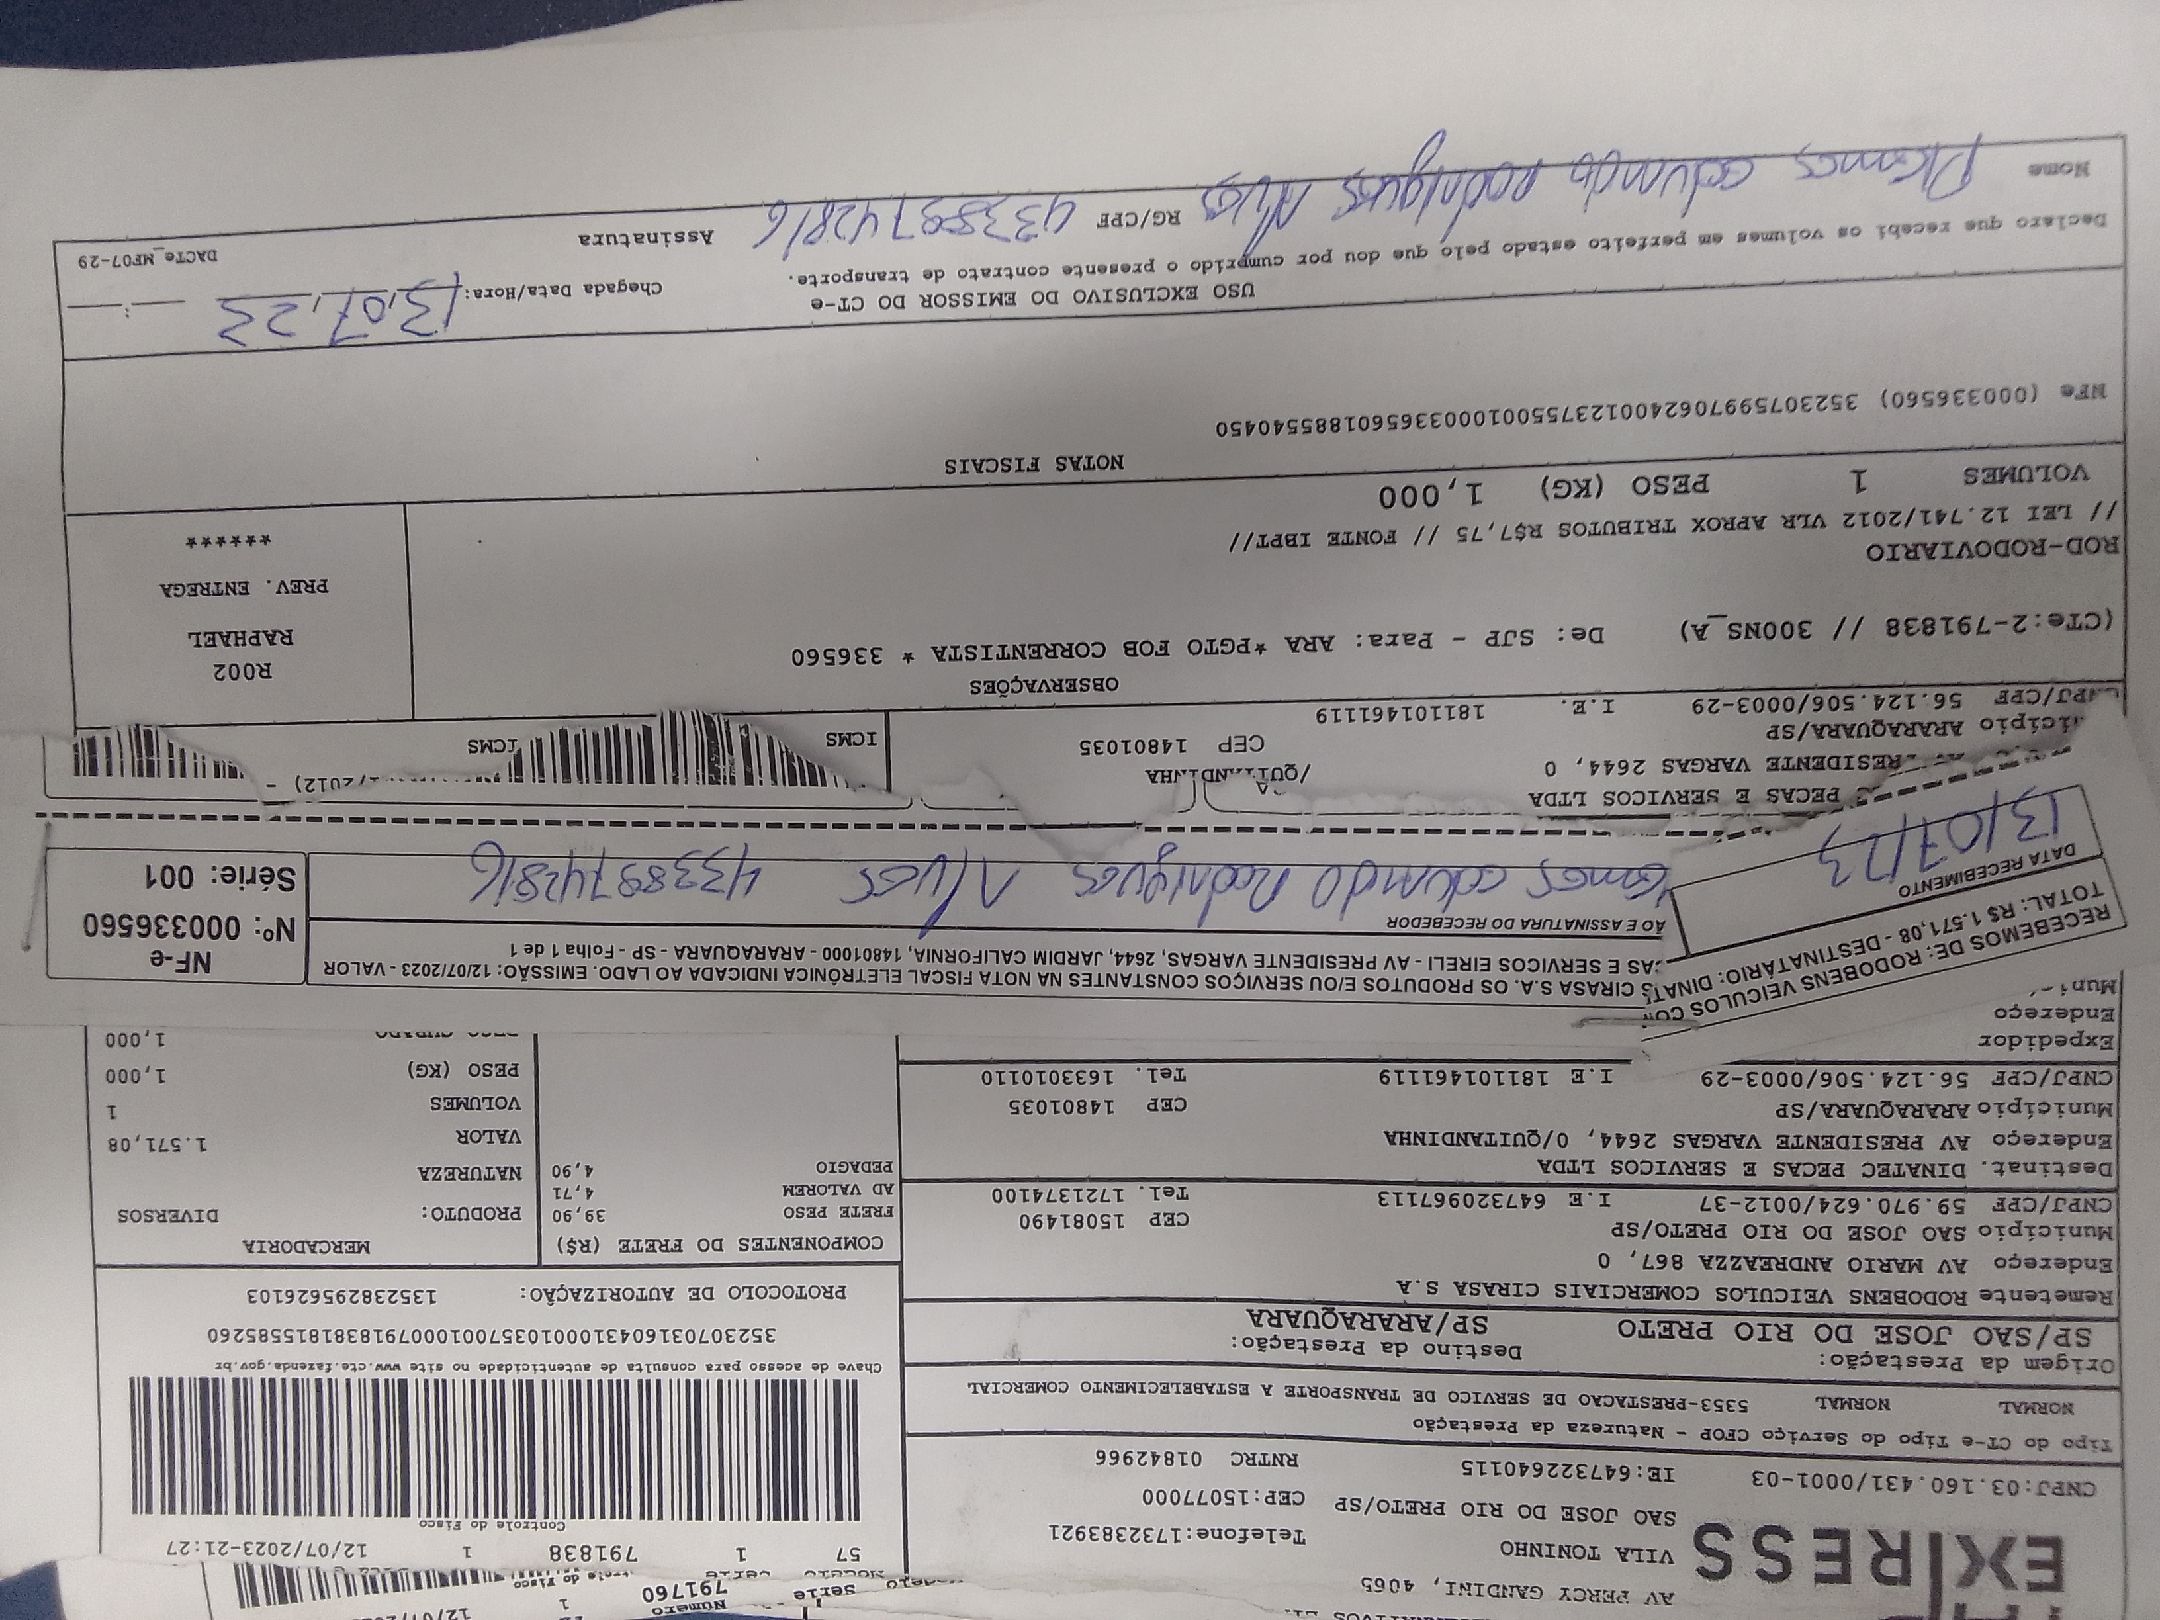 EXPRESS
AV PERCY GANDINI, 4065
VILA TONINHO Telefone:1732383921
SAO JOSE DO RIO PRETO/SP CEP:15077000
CNPJ:03.160.431/0001-03 IE:647322640115 RNTRC 01842966
Número
791760
57 1 791838 1 12/07/2023-21:27
Controle do Fisco
Tipo do CT-e Tipo do Serviço CFOP - Natureza da Prestação
NORMAL NORMAL 5353-PRESTACAO DE SERVICO DE TRANSPORTE A ESTABELECIMENTO COMERCIAL
Origem da Prestação: Destino da Prestação:
SP/SAO JOSE DO RIO PRETO SP/ARARAQUARA
Chave de acesso para consulta de autenticidade no site www.cte.fazenda.gov.br
35230703160431000103570010007918381815585260
PROTOCOLO DE AUTORIZAÇÃO: 135238295626103
Remetente RODOBENS VEICULOS COMERCIAIS CIRASA S.A
Endereço AV MARIO ANDREAZZA 867, 0
Município SAO JOSE DO RIO PRETO/SP CEP 15081490
CNPJ/CPF 59.970.624/0012-37 I.E 647320967113 Tel. 1721374100
Destinat. DINATEC PECAS E SERVICOS LTDA
Endereço AV PRESIDENTE VARGAS 2644, 0/QUITANDINHA
Município ARARAQUARA/SP CEP 14801035
CNPJ/CPF 56.124.506/0003-29 I.E 181101461119 Tel. 1633010110
Expedidor
Endereço
COMPONENTES DO FRETE (R$)
FRETE PESO 39,90
AD VALOREM 4,71
PEDAGIO 4,90
MERCADORIA
PRODUTO: DIVERSOS
NATUREZA
VALOR 1.571,08
VOLUMES 1
PESO (KG) 1,000
1,000
RECEBEMOS DE: RODOBENS VEICULOS
CIRASA S.A. OS PRODUTOS E/OU SERVIÇOS CONSTANTES NA NOTA FISCAL ELETRÔNICA INDICADA AO LADO. EMISSÃO: 12/07/2023 - VALOR
TOTAL: R$ 1.571,08 - DESTINATÁRIO:
E SERVICOS EIRELI - AV PRESIDENTE VARGAS, 2644, JARDIM CALIFORNIA, 14801000 - ARARAQUARA - SP - Folha 1 de 1
DATA RECEBIMENTO
13/07/23
E ASSINATURA DO RECEBEDOR
Rodrigues Alves 43389742816
NF-e
Nº: 000336560
Série: 001
PECAS E SERVICOS LTDA
VARGAS 2644, 0
ARARAQUARA/SP CEP 14801035
CNPJ/CPF 56.124.506/0003-29 I.E. 181101461119
ICMS ICMS
OBSERVAÇÕES
(CTe:2-791838 // 300NS_A) De: SJP - Para: ARA *PGTO FOB CORRENTISTA * 336560
ROD-RODOVIARIO
// LEI 12.741/2012 VLR APROX TRIBUTOS R$7,75 // FONTE IBPT//
VOLUMES 1 PESO (KG) 1,000
R002
RAPHAEL
PREV. ENTREGA
******
NOTAS FISCAIS
NFe (000336560) 35230759970624001237550010003365601885540450
USO EXCLUSIVO DO EMISSOR DO CT-e
Declaro que recebi os volumes em perfeito estado pelo que dou por cumprido o presente contrato de transporte.
Chegada Data/Hora: 13,07,23 :
Nome Rodrigues Alves RG/CPF 43389742816 Assinatura
DACTe_MF07-29